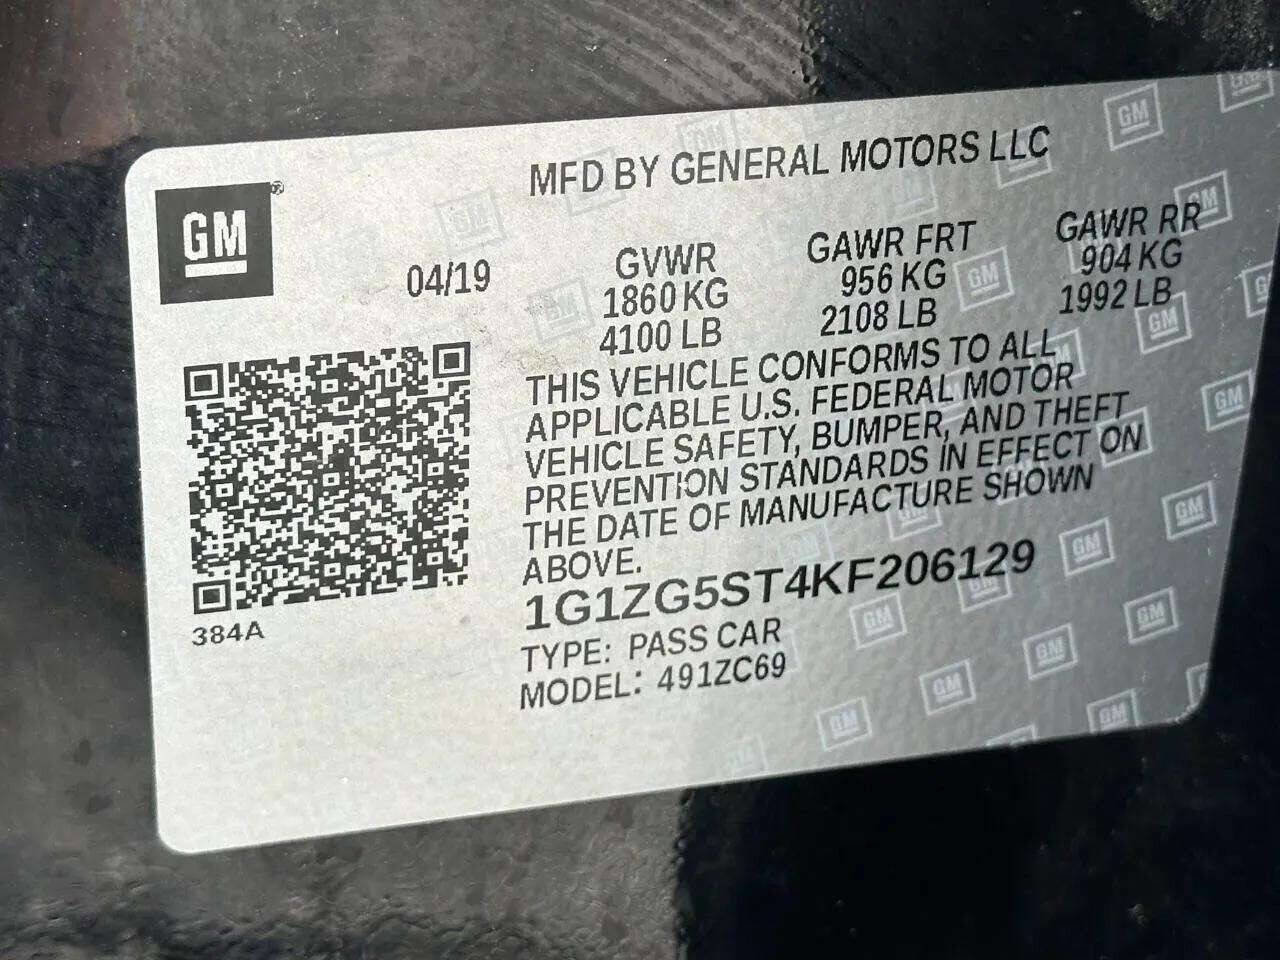 GM
MFD BY GENERAL MOTORS LLC
04/19
GVWR
1860 KG
4100 LB
GAWR FRT
956 KG
2108 LB
GAWR RR
904 KG
1992 LB
THIS VEHICLE CONFORMS TO ALL
APPLICABLE U.S. FEDERAL MOTOR
VEHICLE SAFETY, BUMPER, AND THEFT
PREVENTION STANDARDS IN EFFECT ON
THE DATE OF MANUFACTURE SHOWN
ABOVE.
1G1ZG5ST4KF206129
TYPE: PASS CAR
MODEL: 491ZC69
384A